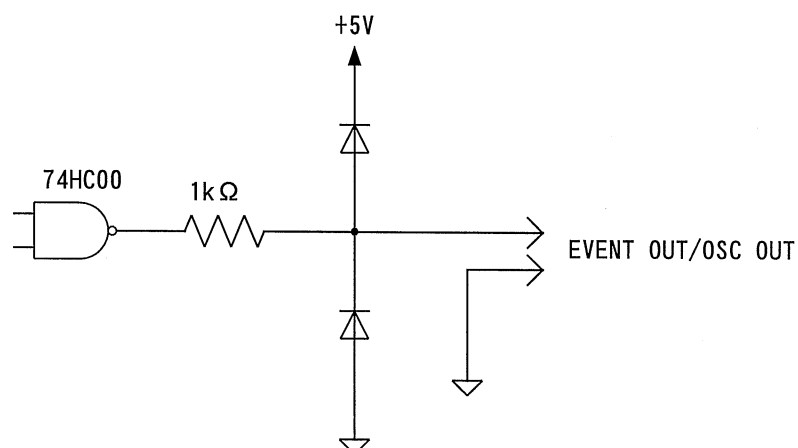 +5V
74HC00
1kΩ
EVENT OUT/OSC OUT